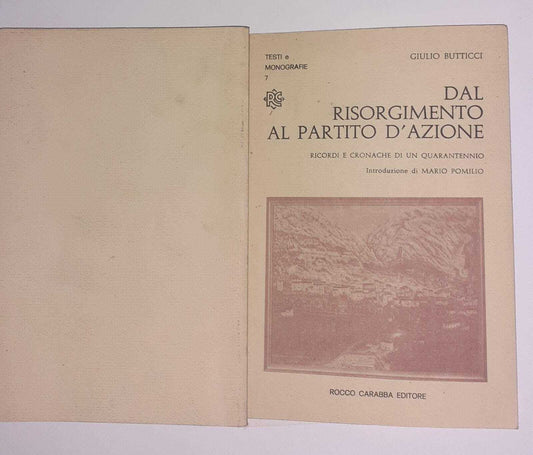 TESTI e
MONOGRAFIE
7
RC
GIULIO BUTTICCI
DAL
RISORGIMENTO
AL PARTITO D'AZIONE
RICORDI E CRONACHE DI UN QUARANTENNIO
Introduzione di MARIO POMILIO
ROCCO CARABBA EDITORE